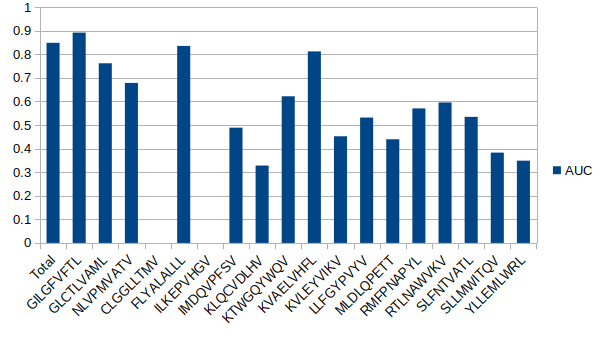 1
0.9
0.8
0.7
0.6
0.5
0.4
0.3
0.2
0.1
0
AUC
Total
GILGFVFTL
GLCTLVAML
NLVPMVATV
CLGGLLTMV
FLYALALLL
ILKEPVHGV
IMDQVPFSV
KLQCVDLHV
KTWGQYWQV
KVAELVHFL
KVLEYVIKV
LLFGYPVYV
MLDLQPETT
RMFPNAPYL
RTLNAWVKV
SLFNTVATL
SLLMWITQV
YLLEMLWRL